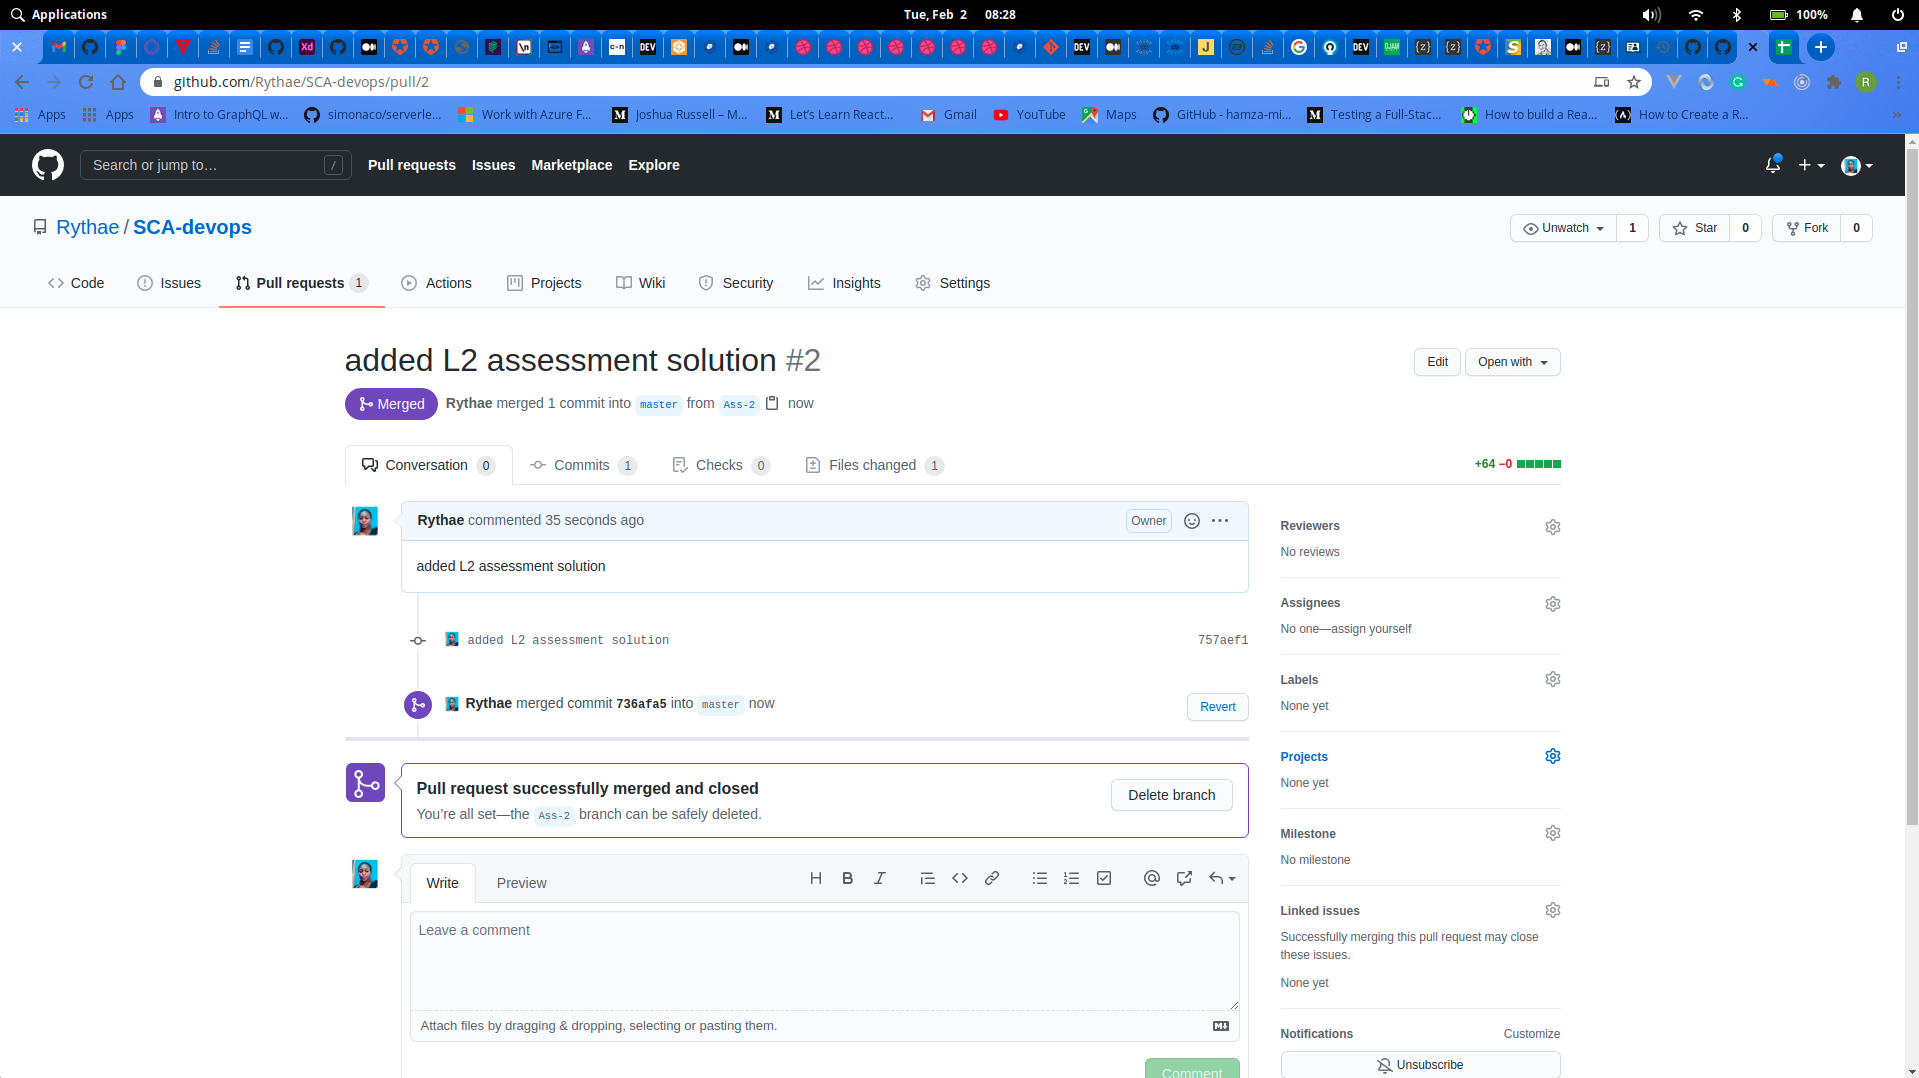 Applications
Tue, Feb 2 08:28
100%
github.com/Rythae/SCA-devops/pull/2
Apps
Apps
Intro to GraphQL w...
simonaco/serverle...
Work with Azure F...
Joshua Russell – M...
Let's Learn React...
Gmail
YouTube
Maps
GitHub - hamza-mi...
Testing a Full-Stac...
How to build a Rea...
How to Create a R...
Search or jump to…
/
Pull requests
Issues
Marketplace
Explore
Rythae / SCA-devops
Unwatch 1
Star 0
Fork 0
Code
Issues
Pull requests 1
Actions
Projects
Wiki
Security
Insights
Settings
added L2 assessment solution #2
Edit
Open with
Merged
Rythae merged 1 commit into master from Ass-2 now
Conversation 0
Commits 1
Checks 0
Files changed 1
+64 −0
Rythae commented 35 seconds ago
Owner
added L2 assessment solution
added L2 assessment solution
757aef1
Rythae merged commit 736afa5 into master now
Revert
Pull request successfully merged and closed
You're all set—the Ass-2 branch can be safely deleted.
Delete branch
Write
Preview
Leave a comment
Attach files by dragging & dropping, selecting or pasting them.
Comment
Reviewers
No reviews
Assignees
No one—assign yourself
Labels
None yet
Projects
None yet
Milestone
No milestone
Linked issues
Successfully merging this pull request may close
these issues.
None yet
Notifications
Customize
Unsubscribe